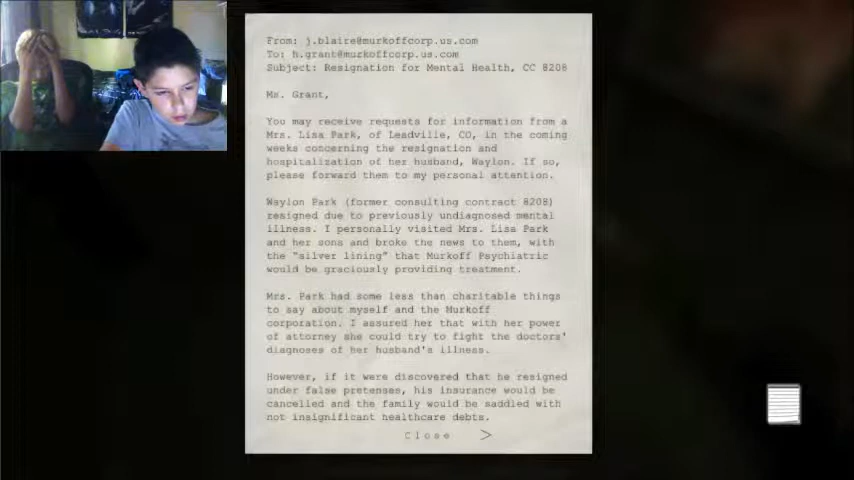 From: j.blaire@murkoffcorp.us.com
To: h.grant@murkoffcorp.us.com
Subject: Resignation for Mental Health, CC 8208
Ms. Grant,
You may receive requests for information from a
Mrs. Lisa Park, of Leadville, CO, in the coming
weeks concerning the resignation and
hospitalization of her husband, Waylon. If so,
please forward them to my personal attention.
Waylon Park (former consulting contract 8208)
resigned due to previously undiagnosed mental
illness. I personally visited Mrs. Lisa Park
and her sons and broke the news to them, with
the "silver lining" that Murkoff Psychiatric
would be graciously providing treatment.
Mrs. Park had some less than charitable things
to say about myself and the Murkoff
corporation. I assured her that with her power
of attorney she could try to fight the doctors'
diagnoses of her husband's illness.
However, if it were discovered that he resigned
under false pretenses, his insurance would be
cancelled and the family would be saddled with
not insignificant healthcare debts.
Close >